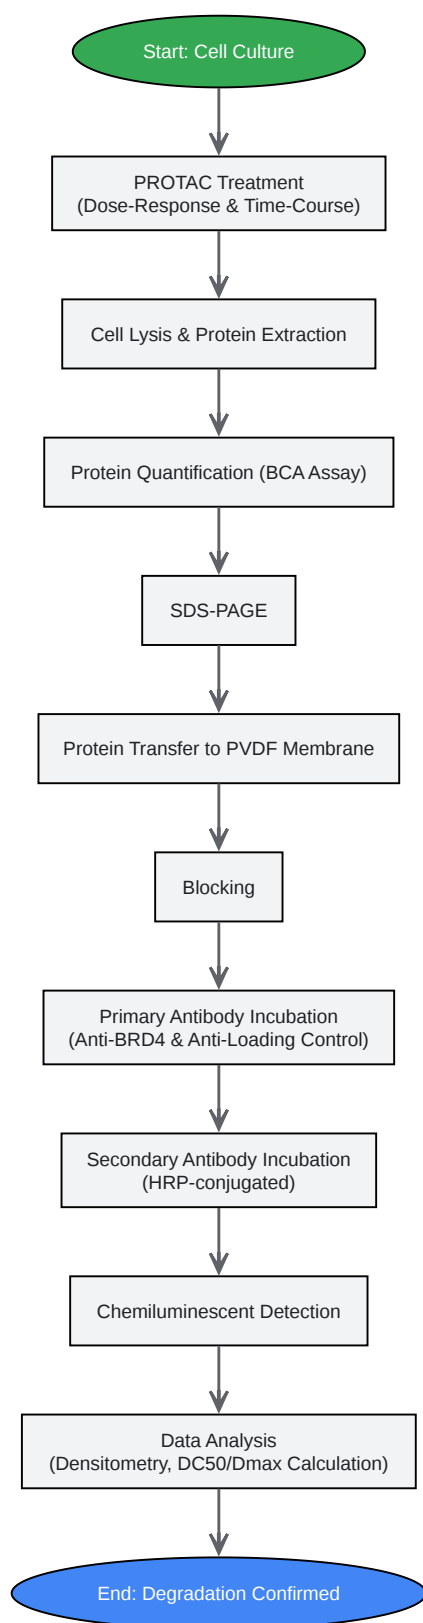 Start: Cell Culture
PROTAC Treatment
(Dose-Response & Time-Course)
Cell Lysis & Protein Extraction
Protein Quantification (BCA Assay)
SDS-PAGE
Protein Transfer to PVDF Membrane
Blocking
Primary Antibody Incubation
(Anti-BRD4 & Anti-Loading Control)
Secondary Antibody Incubation
(HRP-conjugated)
Chemiluminescent Detection
Data Analysis
(Densitometry, DC50/Dmax Calculation)
End: Degradation Confirmed